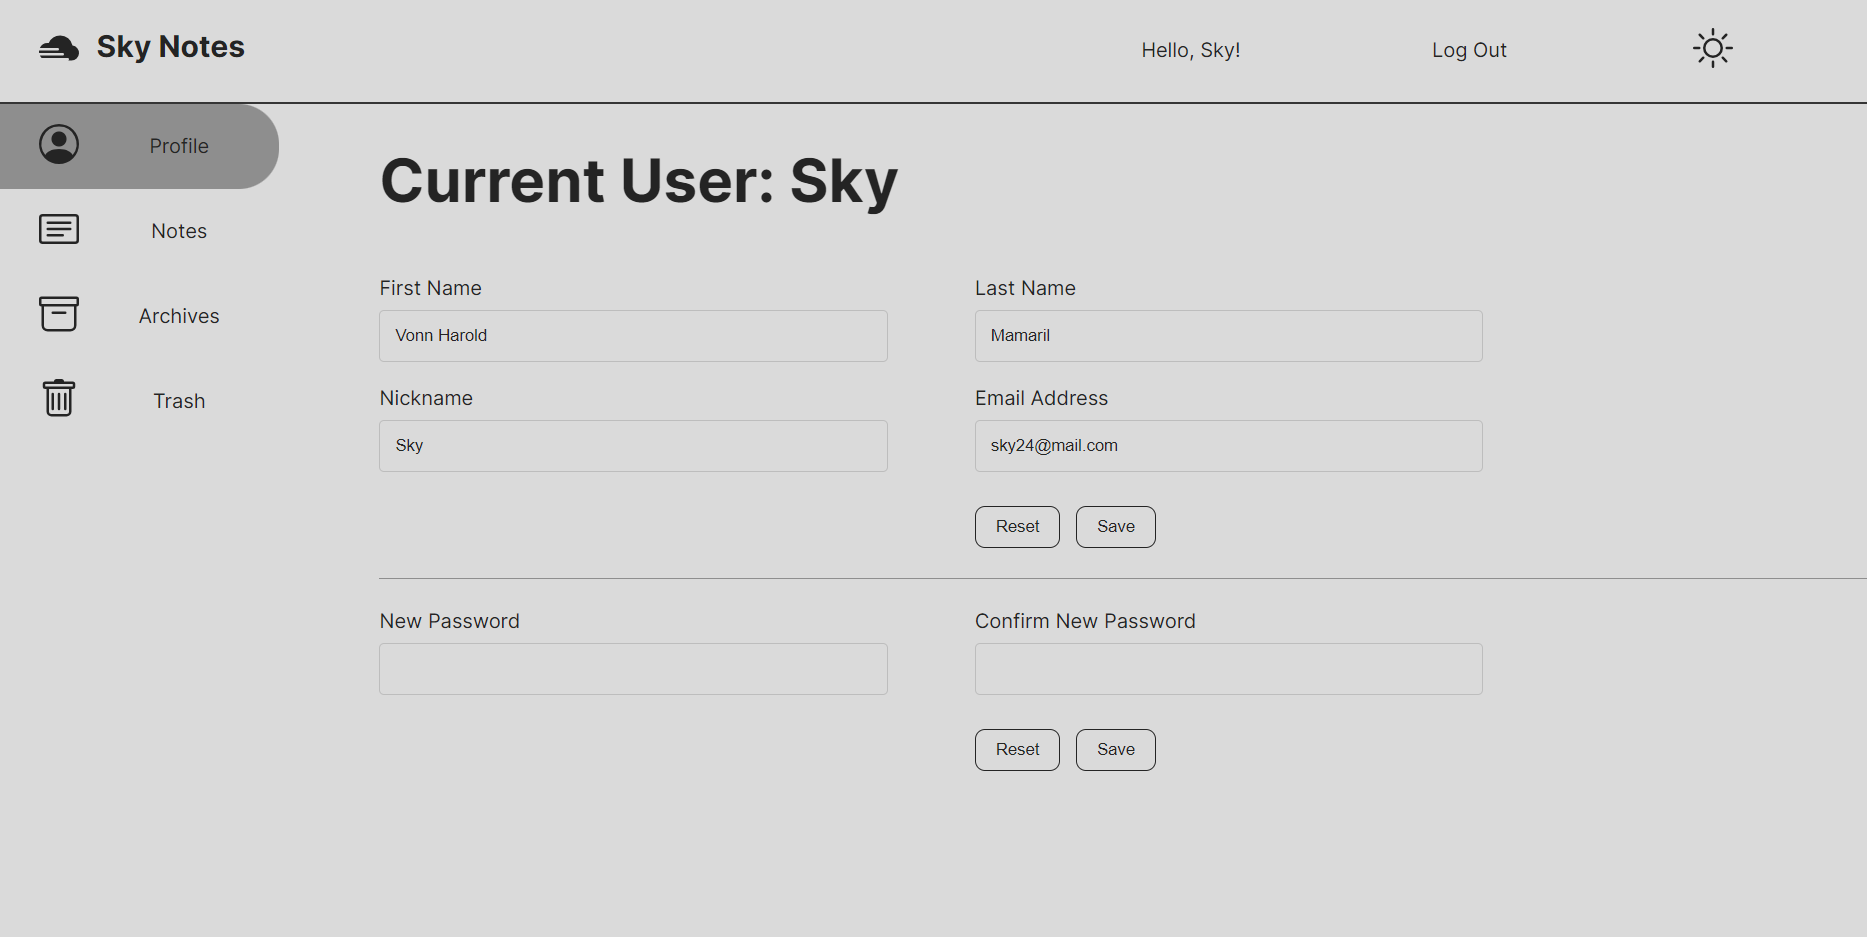 Sky Notes
Hello, Sky!
Log Out
Profile
Notes
Archives
Trash
Current User: Sky
First Name
Last Name
Vonn Harold
Mamaril
Nickname
Email Address
Sky
sky24@mail.com
Reset
Save
New Password
Confirm New Password
Reset
Save